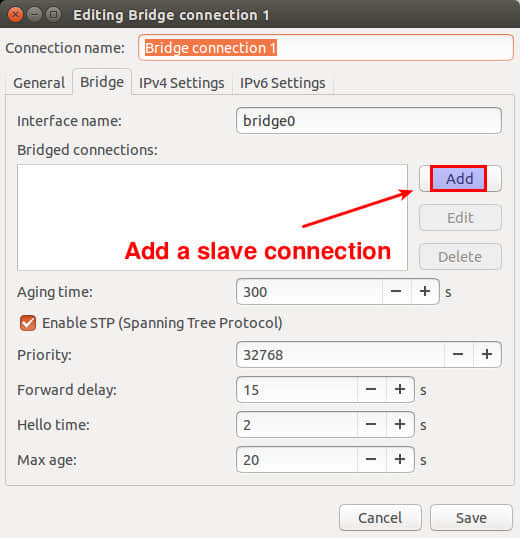 Editing Bridge connection 1
Connection name: Bridge connection 1
General Bridge IPv4 Settings IPv6 Settings
Interface name: bridge0
Bridged connections:
Add
Edit
Add a slave connection
Delete
Aging time: 300 − + s
Enable STP (Spanning Tree Protocol)
Priority: 32768 − +
Forward delay: 15 − + s
Hello time: 2 − + s
Max age: 20 − + s
Cancel Save